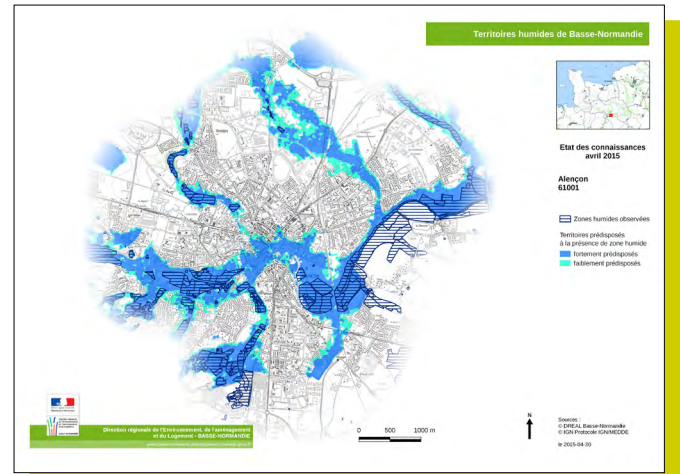 Territoires humides de Basse-Normandie
Etat des connaissances
avril 2015
Alençon
61001
Zones humides observées
Territoires prédisposés
à la présence de zone humide
fortement prédisposés
faiblement prédisposés
Direction régionale de l'Environnement, de l'aménagement
et du Logement - BASSE-NORMANDIE
0 500 1000 m
N
Sources :
© DREAL Basse-Normandie
© IGN Protocole IGN/MEDDE
le 2015-04-30